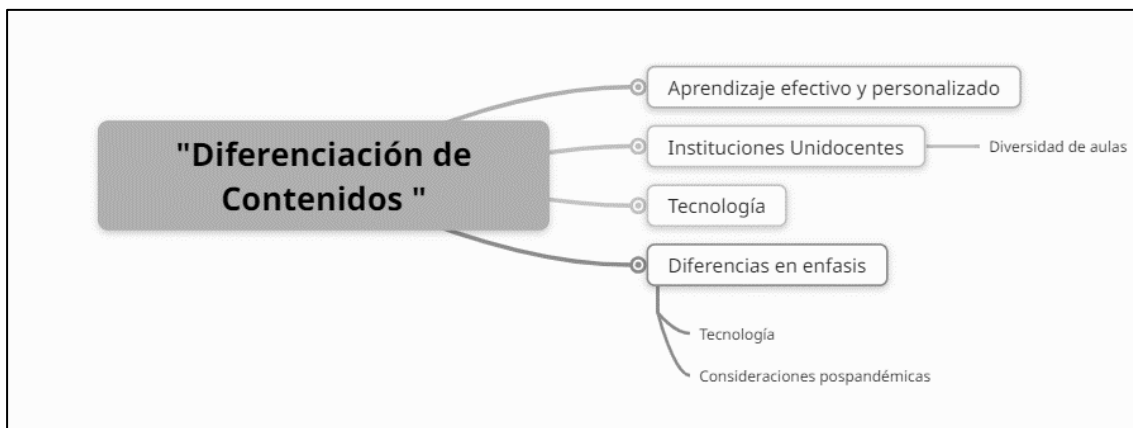 "Diferenciación de
Contenidos "
Aprendizaje efectivo y personalizado
Instituciones Unidocentes
Diversidad de aulas
Tecnología
Diferencias en enfasis
Tecnología
Consideraciones pospandémicas